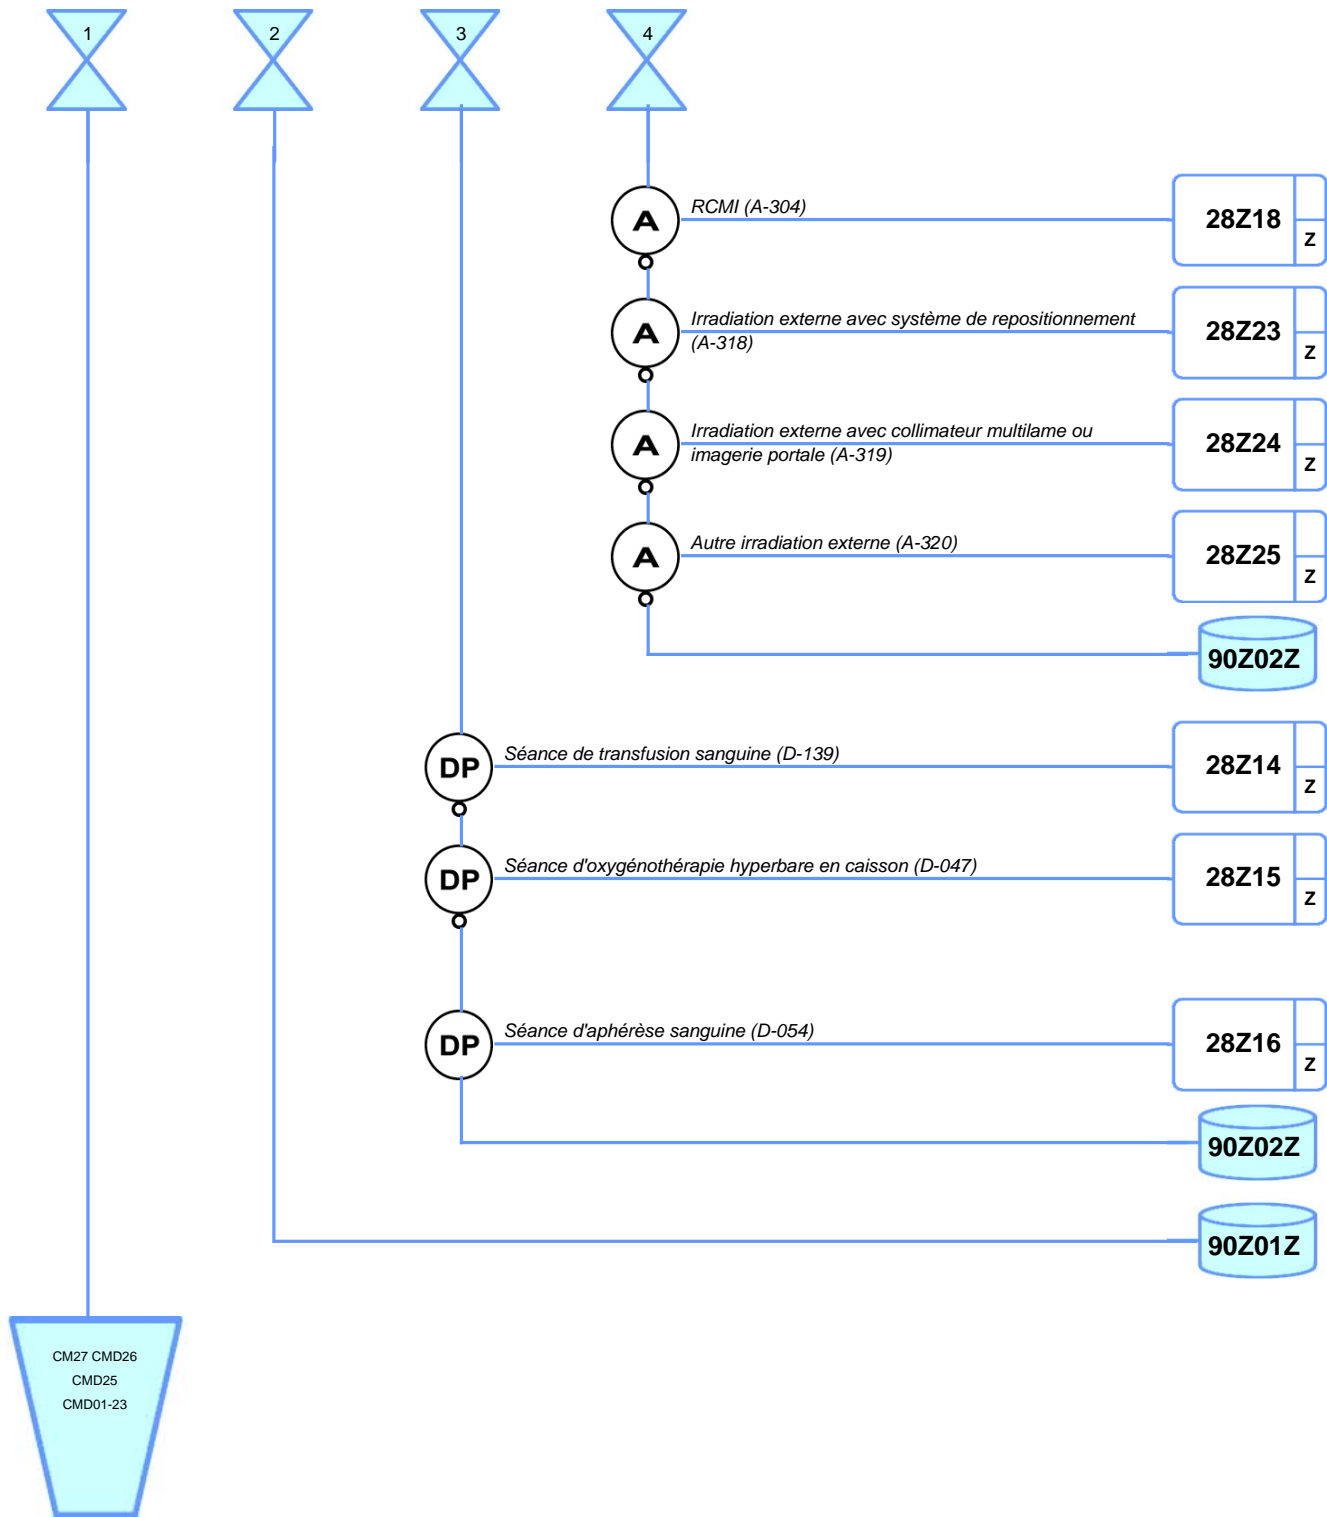 1
2
3
4
A
RCMI (A-304)
28Z18
Z
A
Irradiation externe avec système de repositionnement
(A-318)
28Z23
Z
A
Irradiation externe avec collimateur multilame ou
imagerie portale (A-319)
28Z24
Z
A
Autre irradiation externe (A-320)
28Z25
Z
90Z02Z
DP
Séance de transfusion sanguine (D-139)
28Z14
Z
DP
Séance d'oxygénothérapie hyperbare en caisson (D-047)
28Z15
Z
DP
Séance d'aphérèse sanguine (D-054)
28Z16
Z
90Z02Z
90Z01Z
CM27 CMD26
CMD25
CMD01-23